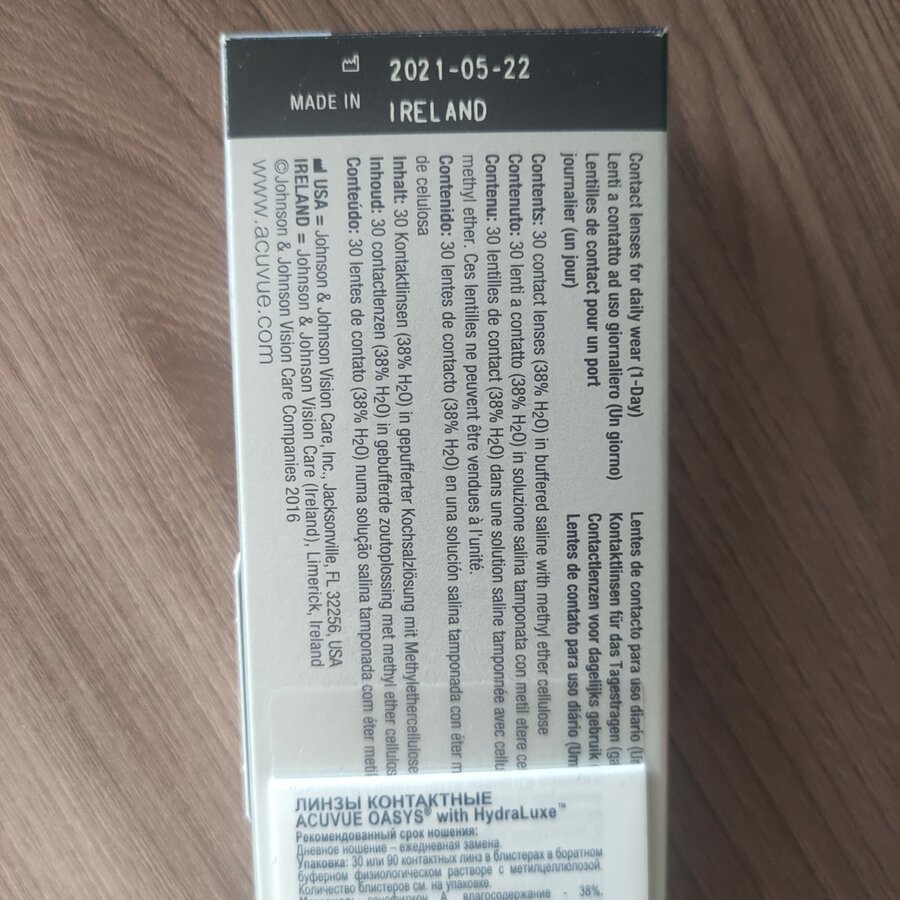 2021-05-22
MADE IN IRELAND
Contact lenses for daily wear (1-Day)
Lenti a contatto ad uso giornaliero (Un giorno)
Lentilles de contact pour un port
journalier (un jour)
Lentes de contacto para uso diario
Kontaktlinsen für das Tagestragen
Contactlenzen voor dagelijks gebruik
Lentes de contato para uso diário (Um
Contents: 30 contact lenses (38% H2O) in buffered saline with methyl ether cellulose
Contenuto: 30 lenti a contatto (38% H2O) in soluzione salina tamponata con metil etere
Contenu: 30 lentilles de contact (38% H2O) dans une solution saline tamponnée avec
methyl ether. Ces lentilles ne peuvent être vendues à l'unité.
Contenido: 30 lentes de contacto (38% H2O) en una solución salina tamponada con éter
de celulosa
Inhalt: 30 Kontaktlinsen (38% H2O) in gepufferter Kochsalzlösung mit Methylethercellulose
Inhoud: 30 contactlenzen (38% H2O) in gebufferde zoutoplossing met methyl ether
Conteúdo: 30 lentes de contato (38% H2O) numa solução salina tamponada com éter
USA = Johnson & Johnson Vision Care, Inc., Jacksonville, FL 32256, USA
IRELAND = Johnson & Johnson Vision Care (Ireland), Limerick, Ireland
©Johnson & Johnson Vision Care Companies 2016
www.acuvue.com
ЛИНЗЫ КОНТАКТНЫЕ
ACUVUE OASYS® with HydraLuxe™
Рекомендованный срок ношения:
Дневное ношение – ежедневная замена.
Упаковка: 30 или 90 контактных линз в блистерах в боратном
буферном физиологическом растворе с метилцеллюлозой.
Количество блистеров см. на упаковке.
влагосодержание - 38%.